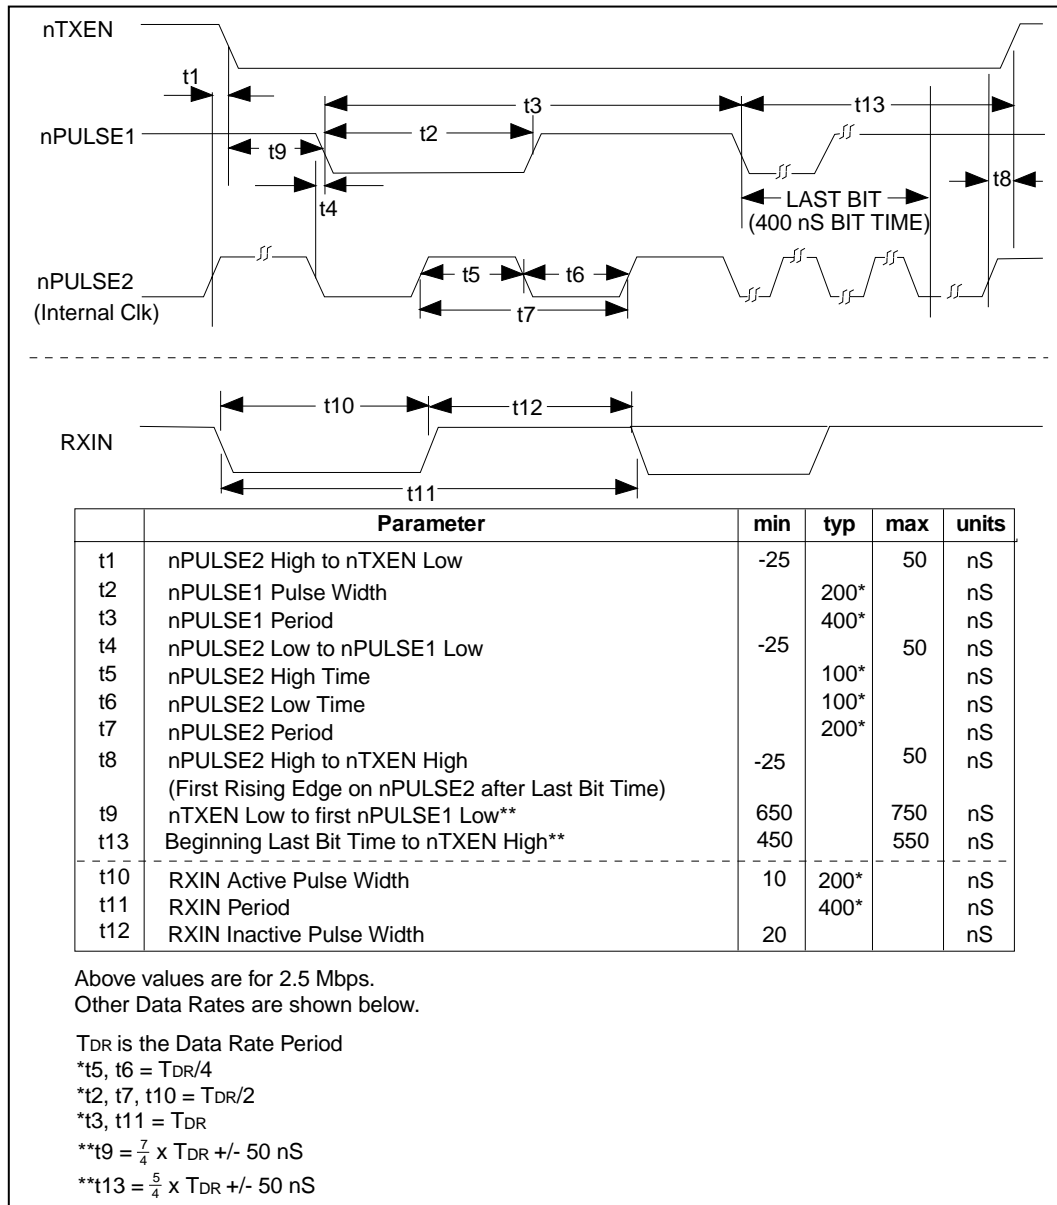 nTXEN
t1
t3
t13
nPULSE1
t2
t9
t8
t4
LAST BIT
(400 nS BIT TIME)
nPULSE2
(Internal Clk)
t5
t6
t7
t10
t12
RXIN
t11
Parameter min typ max units
t1 nPULSE2 High to nTXEN Low -25 50 nS
t2 nPULSE1 Pulse Width 200* nS
t3 nPULSE1 Period 400* nS
t4 nPULSE2 Low to nPULSE1 Low -25 50 nS
t5 nPULSE2 High Time 100* nS
t6 nPULSE2 Low Time 100* nS
t7 nPULSE2 Period 200* nS
t8 nPULSE2 High to nTXEN High -25 50 nS
(First Rising Edge on nPULSE2 after Last Bit Time)
t9 nTXEN Low to first nPULSE1 Low** 650 750 nS
t13 Beginning Last Bit Time to nTXEN High** 450 550 nS
t10 RXIN Active Pulse Width 10 200* nS
t11 RXIN Period 400* nS
t12 RXIN Inactive Pulse Width 20 nS
Above values are for 2.5 Mbps.
Other Data Rates are shown below.
TDR is the Data Rate Period
*t5, t6 = TDR/4
*t2, t7, t10 = TDR/2
*t3, t11 = TDR
**t9 = 7/4 x TDR +/- 50 nS
**t13 = 5/4 x TDR +/- 50 nS